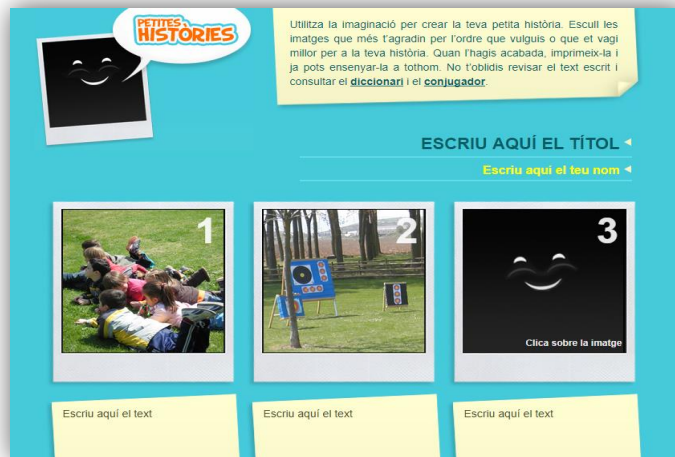 PETITES
HISTÒRIES
Utilitza la imaginació per crear la teva petita història. Escull les
imatges que més t'agradin per l'ordre que vulguis o que et vagi
millor per a la teva història. Quan l'hagis acabada, imprimeix-la i
ja pots ensenyar-la a tothom. No t'oblidis revisar el text escrit i
consultar el diccionari i el conjugador.
ESCRIU AQUÍ EL TÍTOL
Escriu aquí el teu nom
1
2
3
Clica sobre la imatge
Escriu aquí el text
Escriu aquí el text
Escriu aquí el text